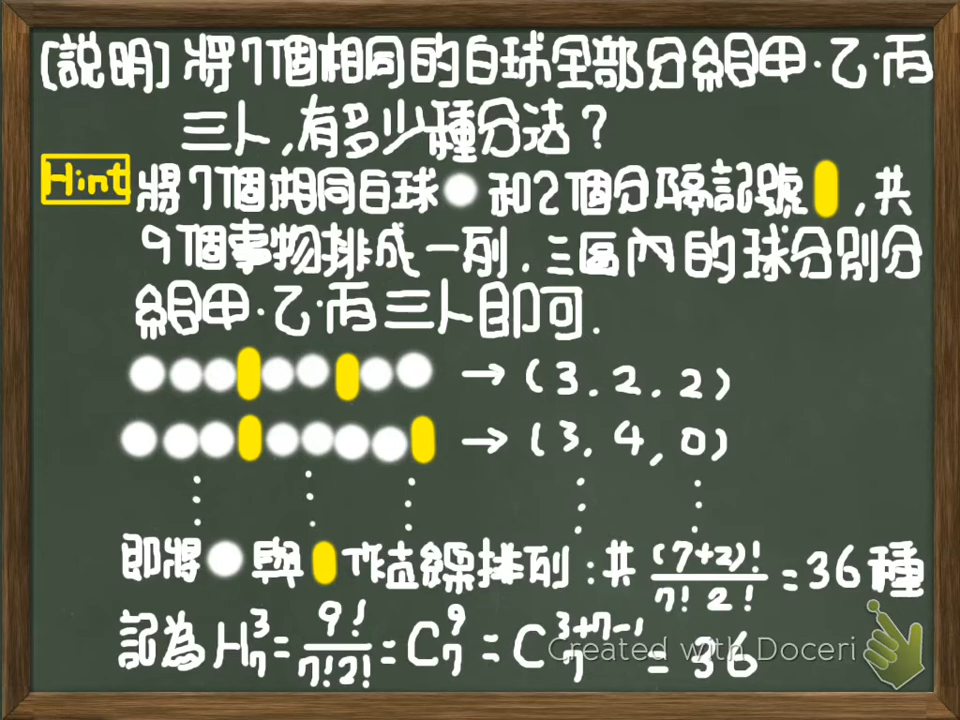 [說明] 將7個相同的白球全部分給甲.乙.丙
三人,有多少種分法?
Hint 將7個相同白球 和2個分隔記號 ,共
9個事物排成一列.三區內的球分別分
給甲.乙.丙三人即可.
→ (3.2.2)
→ (3.4,0)
即將 與 作直線排列:共 (7+2)!/7!2! = 36種
記為 H³₇ = 9!/7!2! = C⁹₇ = C³⁺⁷⁻¹₇ = 36
Created with Doceri